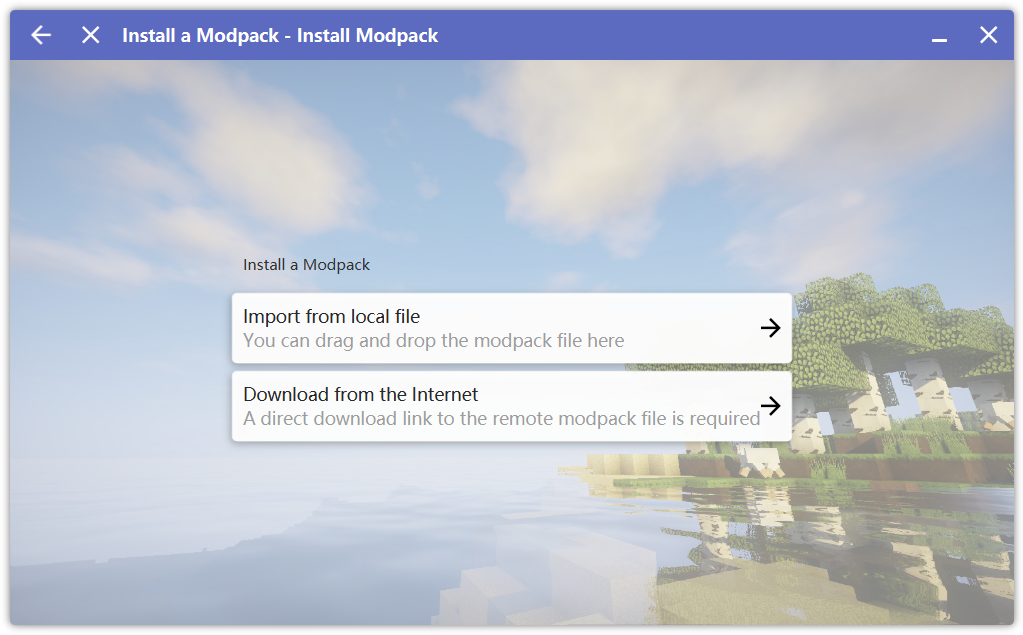 Install a Modpack - Install Modpack
Install a Modpack
Import from local file
You can drag and drop the modpack file here
Download from the Internet
A direct download link to the remote modpack file is required